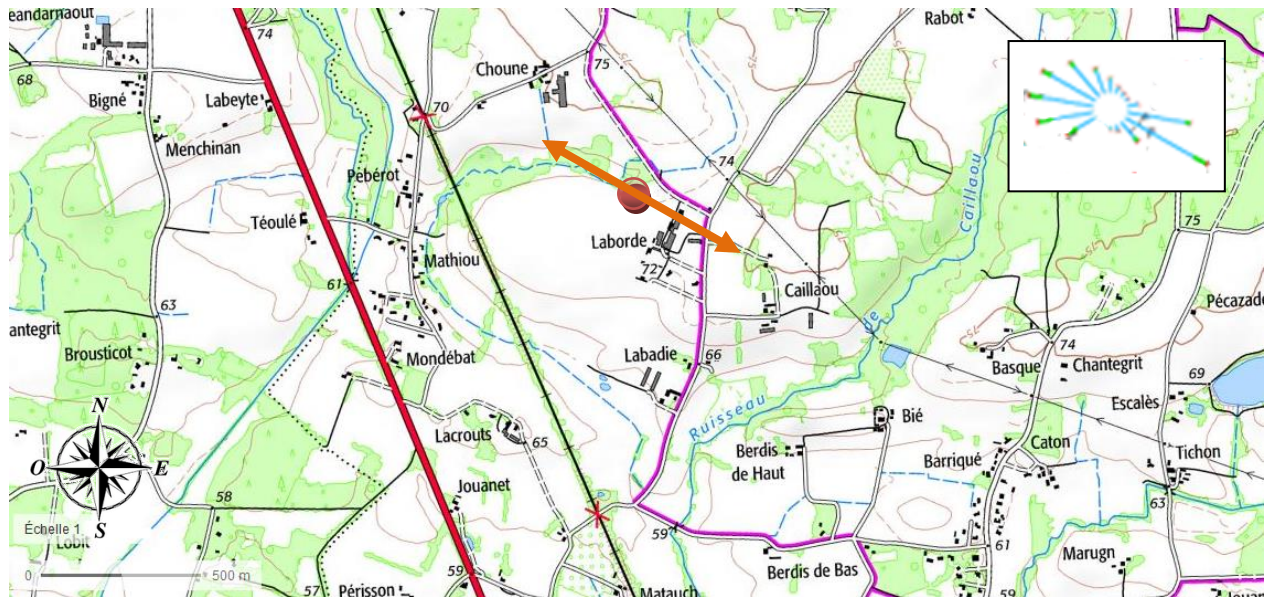 eandarnaout
74
Rabot
75
Choune
68
Bigné
Labeyte
70
Menchinan
74
Pébérot
75
Caillaou
Téoulé
Laborde
Mathiou
72
61
Caillaou
Pécazade
63
de
antegrit
Brousticot
74
Labadie
66
Basque
Chantegrit
Mondébat
69
Ruisseau
Escalès
N
Bié
Lacrouts
65
Berdis
de Haut
Caton
Barriqué
Tichon
O
E
Jouanet
58
63
S
Échelle 1
59
61
Lobit
Marugn
0
500 m
59
Berdis de Bas
57
Périsson
Matauch